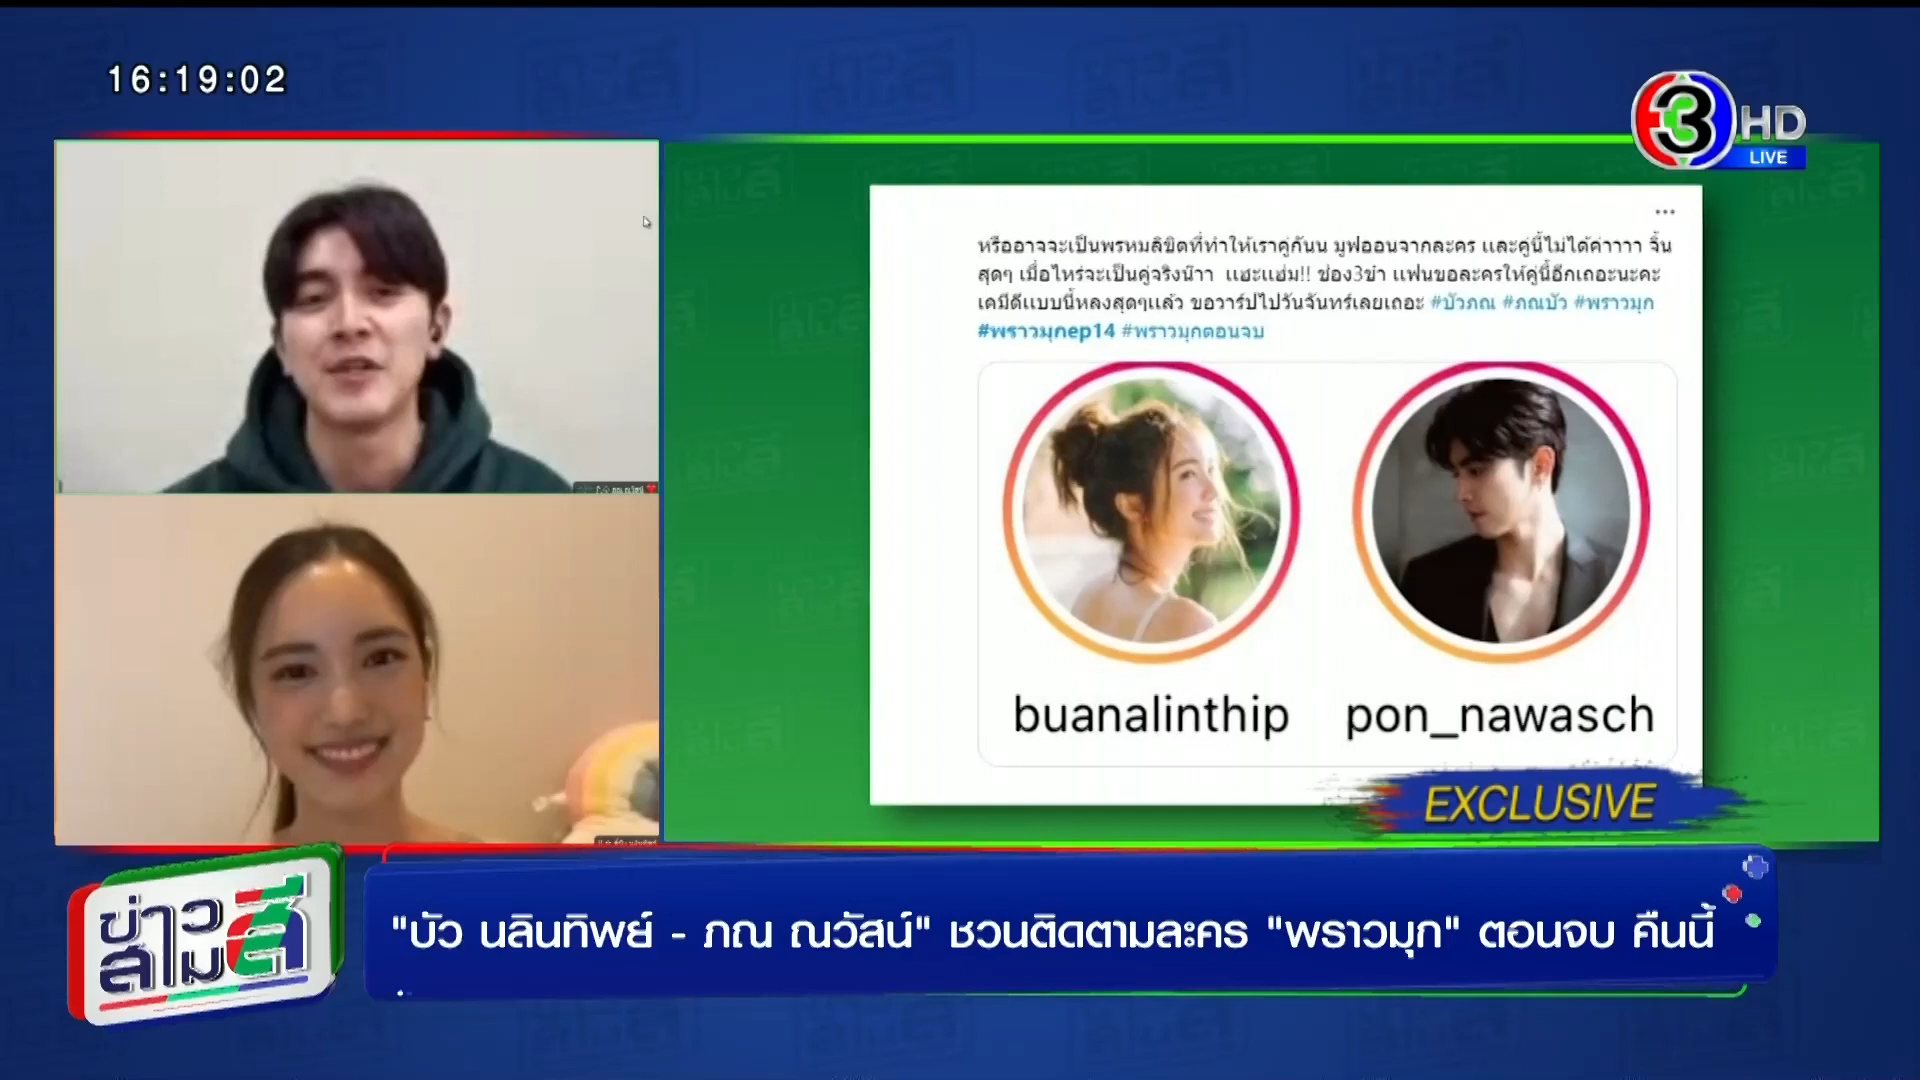 16:19:02
3 HD
LIVE
หรืออาจจะเป็นพรหมลิขิตที่ทำให้เราคู่กันน มูฟออนจากละคร และคู่นี้ไม่ได้ค่าาาา จิ้น
สุดๆ เมื่อไหร่จะเป็นคู่จริงน๊าา แฮะแฮ่ม!! ช่อง3ขำ แฟนขอละครให้คู่นี้อีกเถอะนะคะ
เคมีดีแบบนี้หลงสุดๆแล้ว ขอวาร์ปไปวันจันทร์เลยเถอะ #บัวภณ #ภณบัว #พราวมุก
#พราวมุกep14 #พราวมุกตอนจบ
buanalinthip
pon_nawasch
EXCLUSIVE
ข่าว
สามสี
"บัว นลินทิพย์ - ภณ ณวัสน์" ชวนติดตามละคร "พราวมุก" ตอนจบ คืนนี้